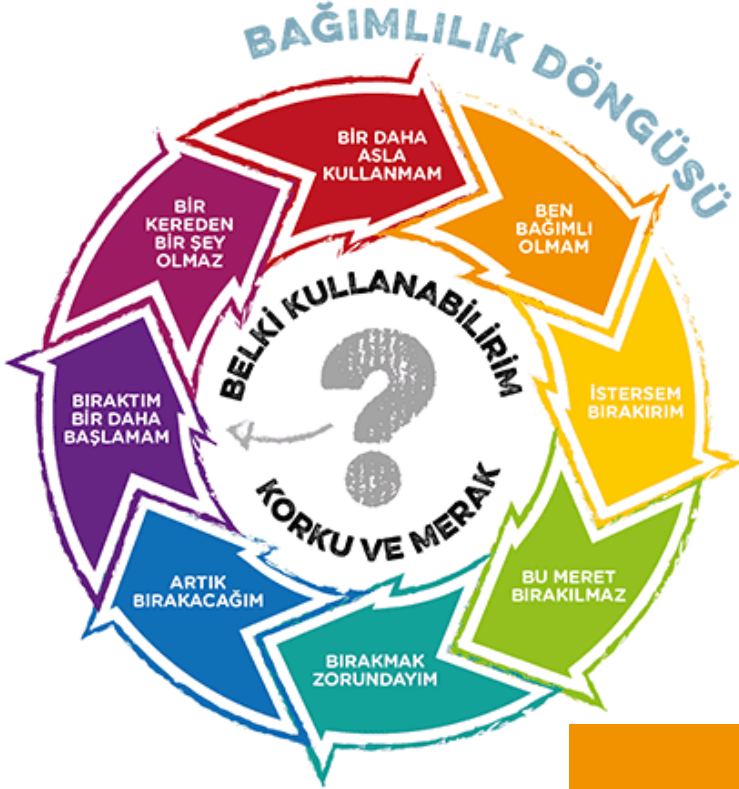 BAĞIMLILIK DÖNGÜSÜ
BİR DAHA
ASLA
KULLANMAM
BEN
BAĞIMLI
OLMAM
İSTERSEM
BIRAKIRIM
BU MERET
BIRAKILMAZ
BIRAKMAK
ZORUNDAYIM
ARTIK
BIRAKACAĞIM
BIRAKTIM
BİR DAHA
BAŞLAMAM
BİR
KEREDEN
BİR ŞEY
OLMAZ
BELKİ KULLANABİLİRİM
?
KORKU VE MERAK